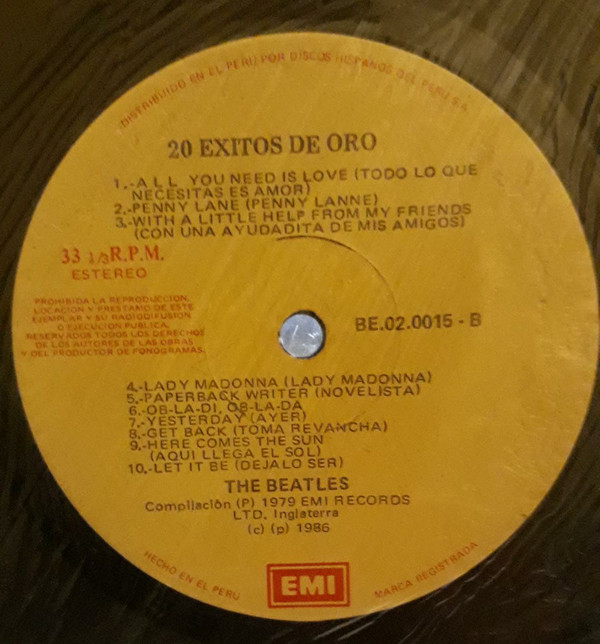 DISTRIBUIDO EN EL PERU POR DISCOS HISPANOS DEL PERU S.A.
20 EXITOS DE ORO
1.-A L L YOU NEED IS LOVE (TODO LO QUE
NECESITAS ES AMOR)
2.-PENNY LANE (PENNY LANNE)
3.-WITH A LITTLE HELP FROM MY FRIENDS
(CON UNA AYUDADITA DE MIS AMIGOS)
33 1/3 R.P.M.
ESTEREO
PROHIBIDA LA REPRODUCCION,
LOCACION Y PRESTAMO DE ESTE
EJEMPLAR Y SU RADIODIFUSION
O EJECUCION PUBLICA.
RESERVADOS TODOS LOS DERECHOS
DE LOS AUTORES DE LAS OBRAS
Y DEL PRODUCTOR DE FONOGRAMAS.
BE.02.0015 - B
4.-LADY MADONNA (LADY MADONNA)
5.-PAPERBACK WRITER (NOVELISTA)
6.-OB-LA-DI, OB-LA-DA
7.-YESTERDAY (AYER)
8.-GET BACK (TOMA REVANCHA)
9.-HERE COMES THE SUN
(AQUI LLEGA EL SOL)
10.-LET IT BE (DEJALO SER)
THE BEATLES
Compilación (P) 1979 EMI RECORDS
LTD. Inglaterra
(c) (p) 1986
HECHO EN EL PERU
EMI
MARCA REGISTRADA